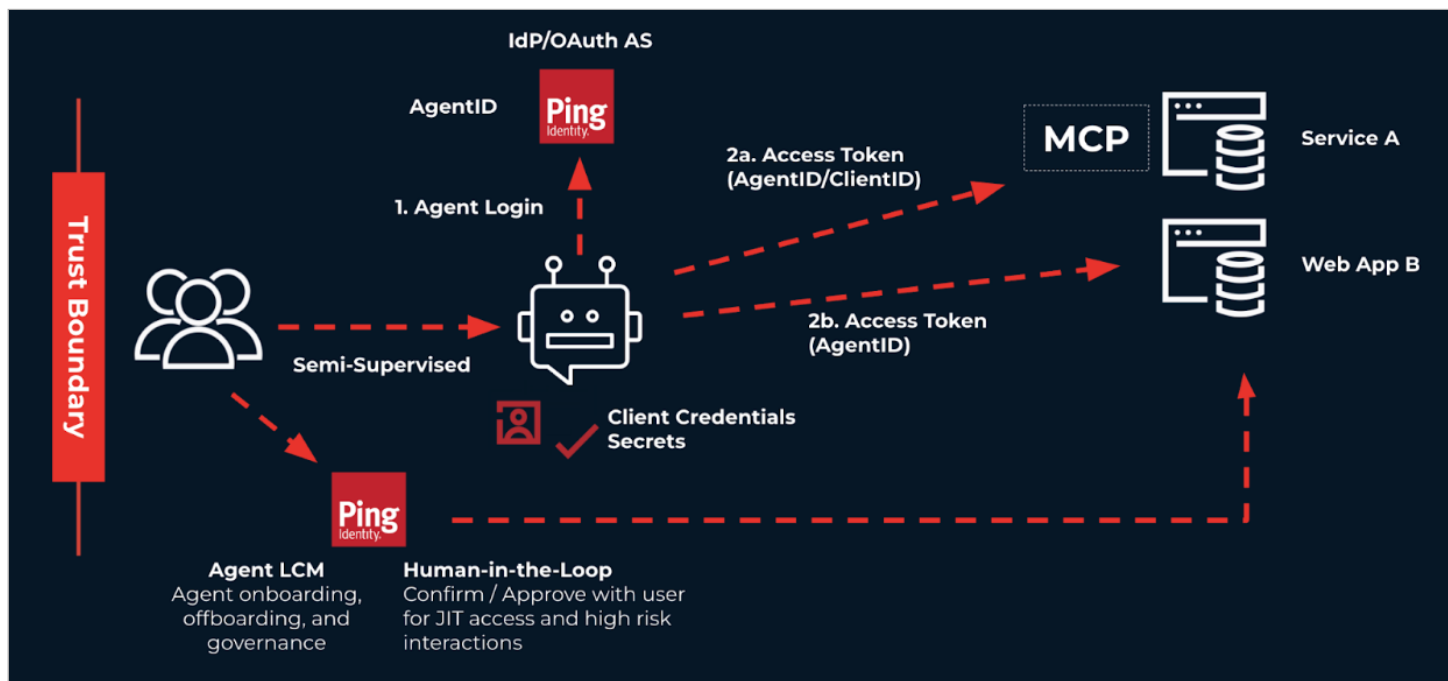 IdP/OAuth AS
AgentID
Ping
Identity.
MCP
Service A
2a. Access Token
(AgentID/ClientID)
1. Agent Login
Trust Boundary
Web App B
2b. Access Token
(AgentID)
Semi-Supervised
Client Credentials
Secrets
Ping
Identity.
Agent LCM
Agent onboarding,
offboarding, and
governance
Human-in-the-Loop
Confirm / Approve with user
for JIT access and high risk
interactions